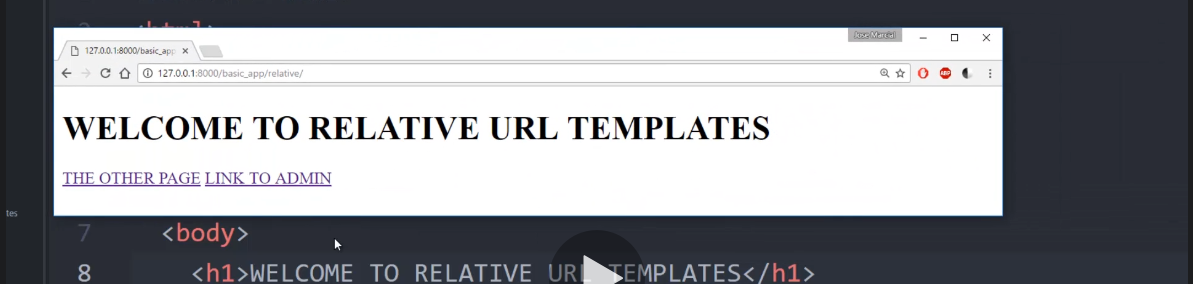 <html>
Jose Marcial
127.0.0.1:8000/basic_app
127.0.0.1:8000/basic_app/relative/
ABP
WELCOME TO RELATIVE URL TEMPLATES
THE OTHER PAGE LINK TO ADMIN
tes
7 <body>
8 <h1>WELCOME TO RELATIVE URL TEMPLATES</h1>